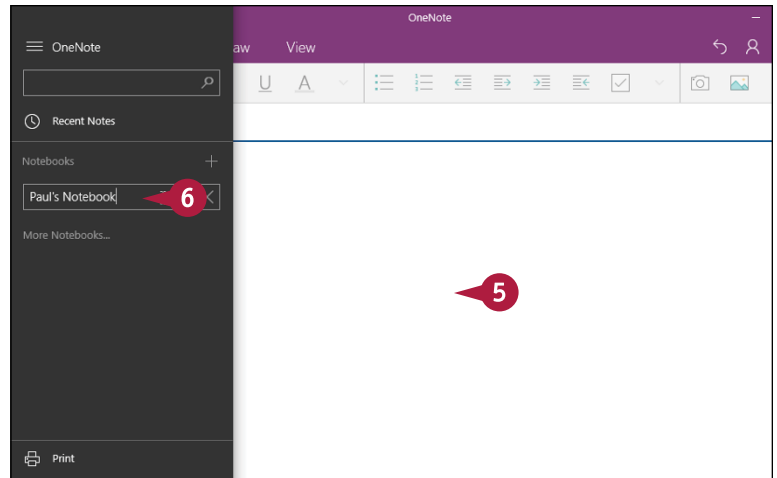 OneNote
OneNote
aw View
U A
Recent Notes
Notebooks
Paul's Notebook
6
More Notebooks...
5
Print